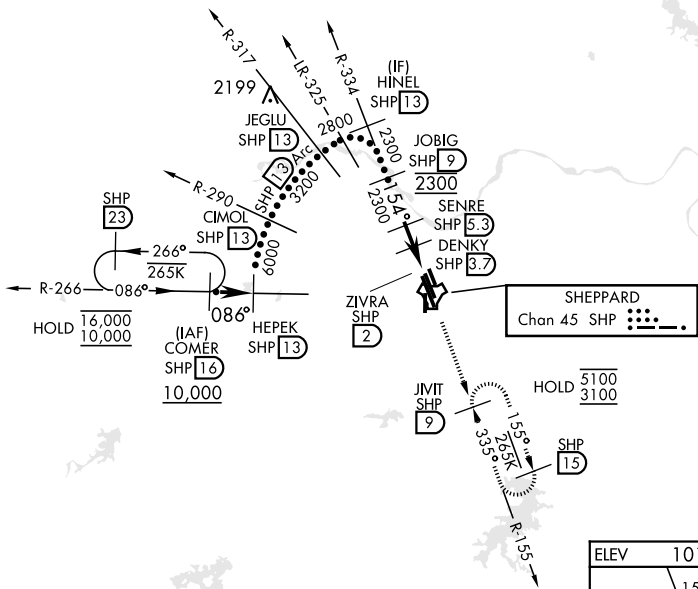 R-317
LR-325
R-334
2199
(IF)
HINEL
SHP 13
JEGLU
SHP 13
2800
2300
JOBIG
SHP 9
2300
SHP 13 Arc
3200
R-290
154°
2300
SENRE
SHP 5.3
CIMOL
SHP 13
SHP
23
DENKY
SHP 3.7
6000
266°
265K
R-266
086°
086°
ZIVRA
SHP
2
SHEPPARD
Chan 45 SHP
HOLD 16,000
10,000
(IAF)
COMER
SHP 16
10,000
HEPEK
SHP 13
HOLD 5100
3100
JIVIT
SHP
9
155°
265K
335°
SHP
15
R-155
ELEV 10
15